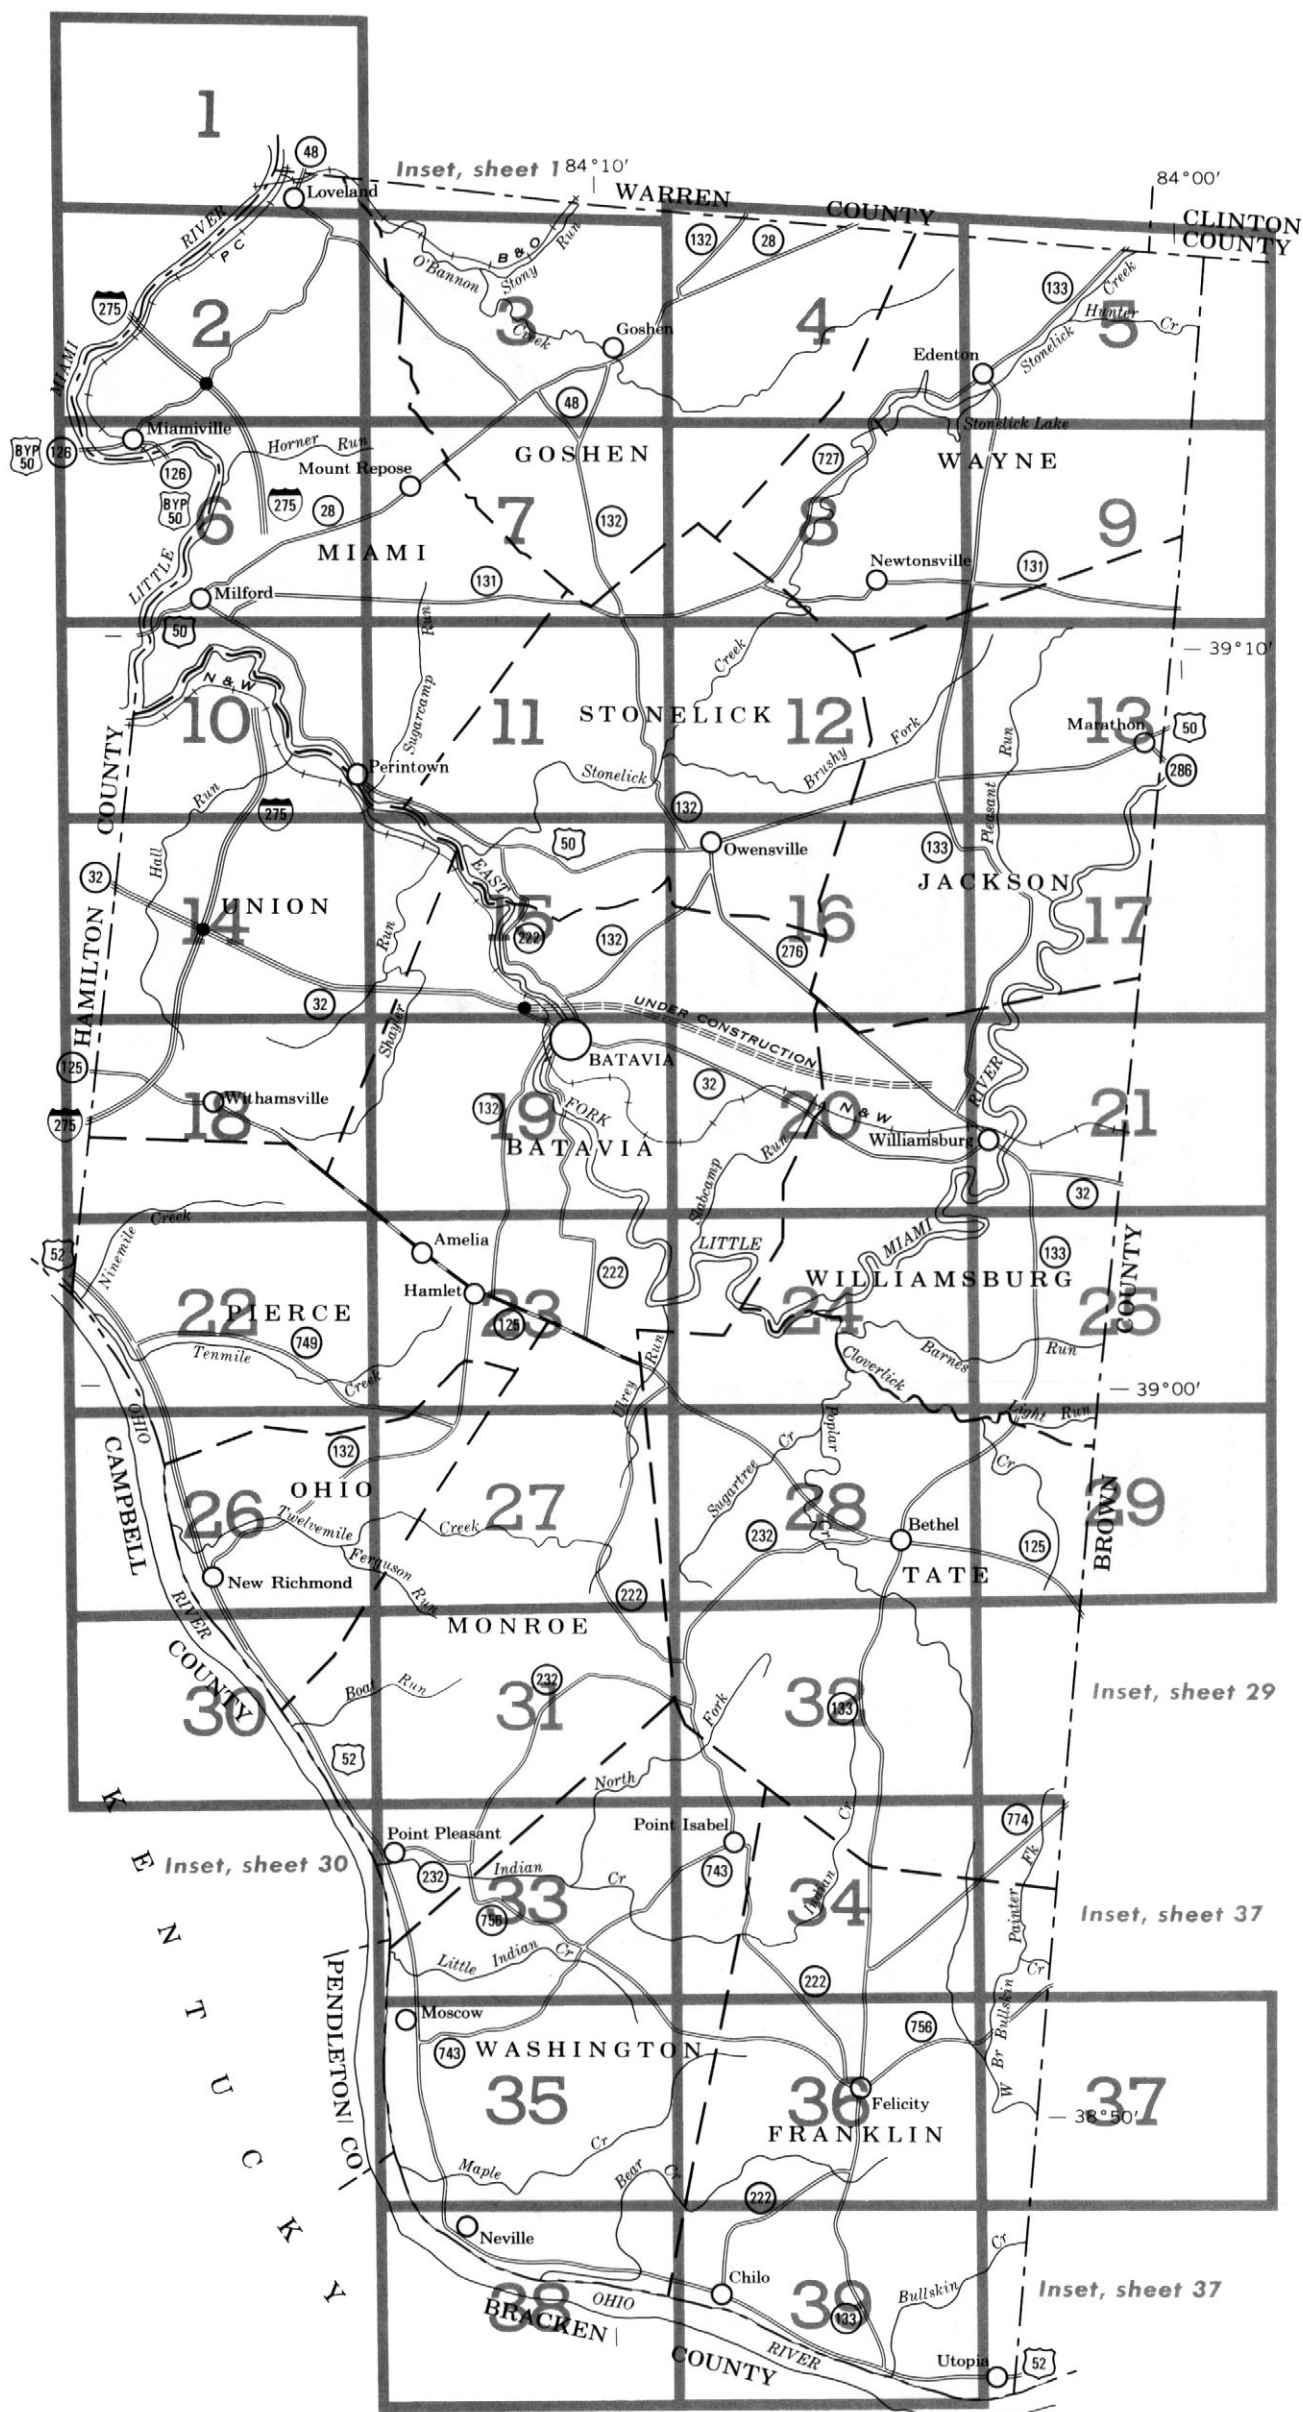 1
48
Inset, sheet 1
84°10′
84°00′
Loveland
WARREN COUNTY
CLINTON COUNTY
RIVER
P C
B & O
O'Bannon
Stony Run
132
28
133
Creek
275
2
3
Creek
4
5
Hunter Cr
Goshen
Edenton
Stonelick
MIAMI
48
Miamiville
BYP 50
126
126
BYP 50
Horner Run
Mount Repose
GOSHEN
Stonelick Lake
727
WAYNE
275
6
28
7
132
8
9
MIAMI
LITTLE
Newtonsville
131
131
Milford
50
Run
39°10′
Creek
N & W
10
11
STONELICK
12
13
Marathon
50
Sugarcamp
Brushy Fork
Run
286
Perintown
Stonelick
Pleasant
COUNTY
Run
275
132
50
Owensville
133
Hall
32
EAST
JACKSON
UNION
14
15
16
17
Run
222
132
276
HAMILTON
32
UNDER CONSTRUCTION
Shayler
125
BATAVIA
32
RIVER
Withamsville
275
18
132
19
FORK
20
N & W
21
BATAVIA
Williamsburg
Run
Slabcamp
32
Creek
52
Ninemile
Amelia
LITTLE
MIAMI
133
222
WILLIAMSBURG
COUNTY
Hamlet
22
PIERCE
23
24
25
749
125
Tenmile
Creek
Run
Cloverlick
Barnes Run
39°00′
Ulrey
OHIO
Poplar
Light Run
132
Cr
Cr
CAMPBELL
OHIO
Sugartree
26
27
28
29
BROWN
Twelvemile
Creek
Cr
Bethel
232
125
Ferguson Run
New Richmond
TATE
222
RIVER
MONROE
COUNTY
Boat Run
232
Fork
30
31
32
133
Inset, sheet 29
52
North
KENTUCKY
Point Pleasant
Point Isabel
Cr
774
Inset, sheet 30
232
Indian
Cr
743
Fk
33
34
Indian
Painter
Inset, sheet 37
756
Little Indian Cr
222
Cr
PENDLETON CO
Moscow
756
Bullskin
743
WASHINGTON
W Br
35
36
37
Felicity
38°50′
FRANKLIN
Cr
Maple
Bear Cr
222
Neville
Cr
Chilo
Inset, sheet 37
38
OHIO
39
133
Bullskin
BRACKEN
COUNTY
RIVER
Utopia
52